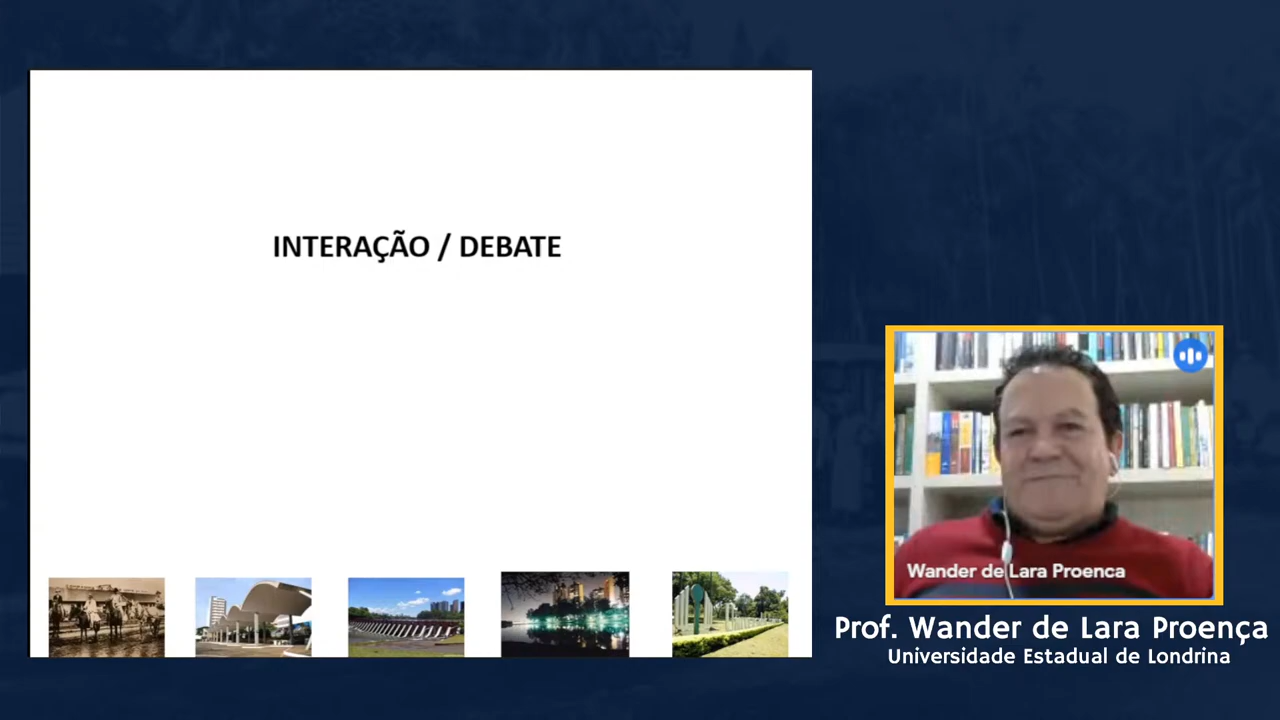 INTERAÇÃO / DEBATE
Wander de Lara Proenca
Prof. Wander de Lara Proença
Universidade Estadual de Londrina